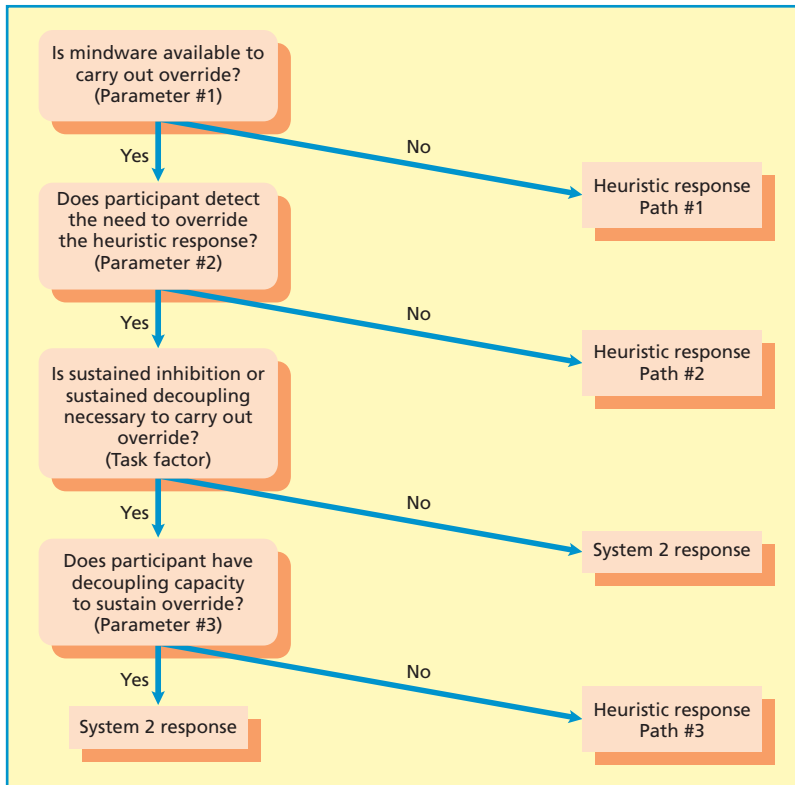 Is mindware available to
carry out override?
(Parameter #1)
Yes
No
Heuristic response
Path #1
Does participant detect
the need to override
the heuristic response?
(Parameter #2)
Yes
No
Heuristic response
Path #2
Is sustained inhibition or
sustained decoupling
necessary to carry out
override?
(Task factor)
Yes
No
System 2 response
Does participant have
decoupling capacity
to sustain override?
(Parameter #3)
Yes
No
System 2 response
Heuristic response
Path #3